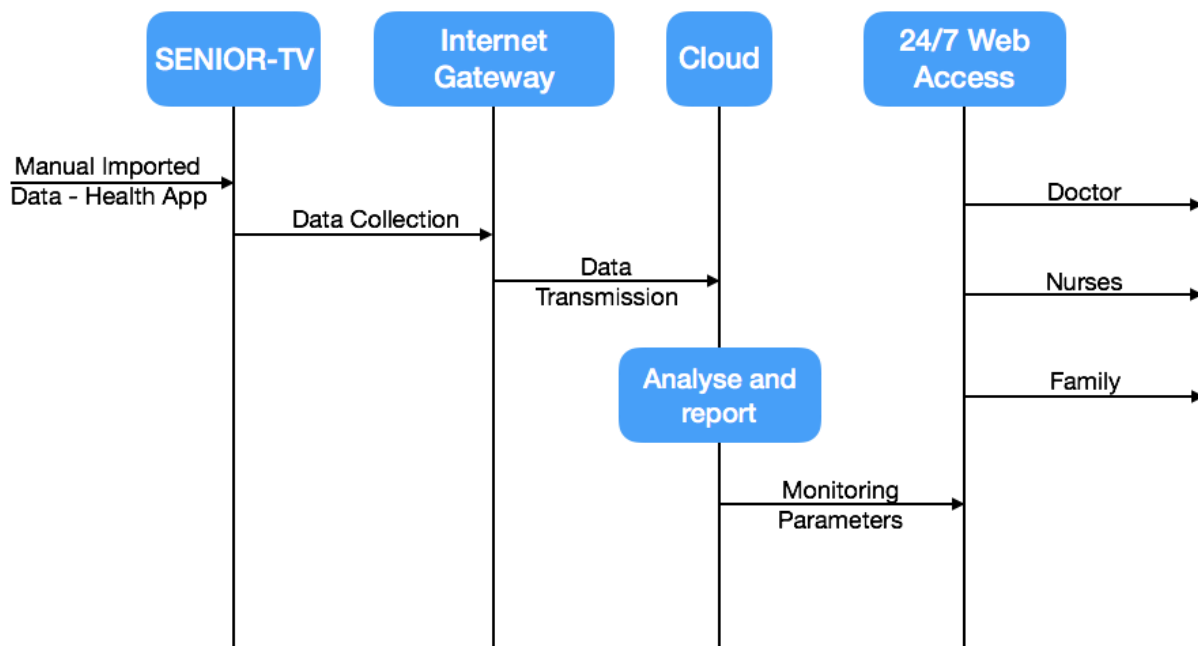 SENIOR-TV
Internet
Gateway
Cloud
24/7 Web
Access
Manual Imported
Data - Health App
Data Collection
Data
Transmission
Doctor
Nurses
Analyse and
report
Family
Monitoring
Parameters